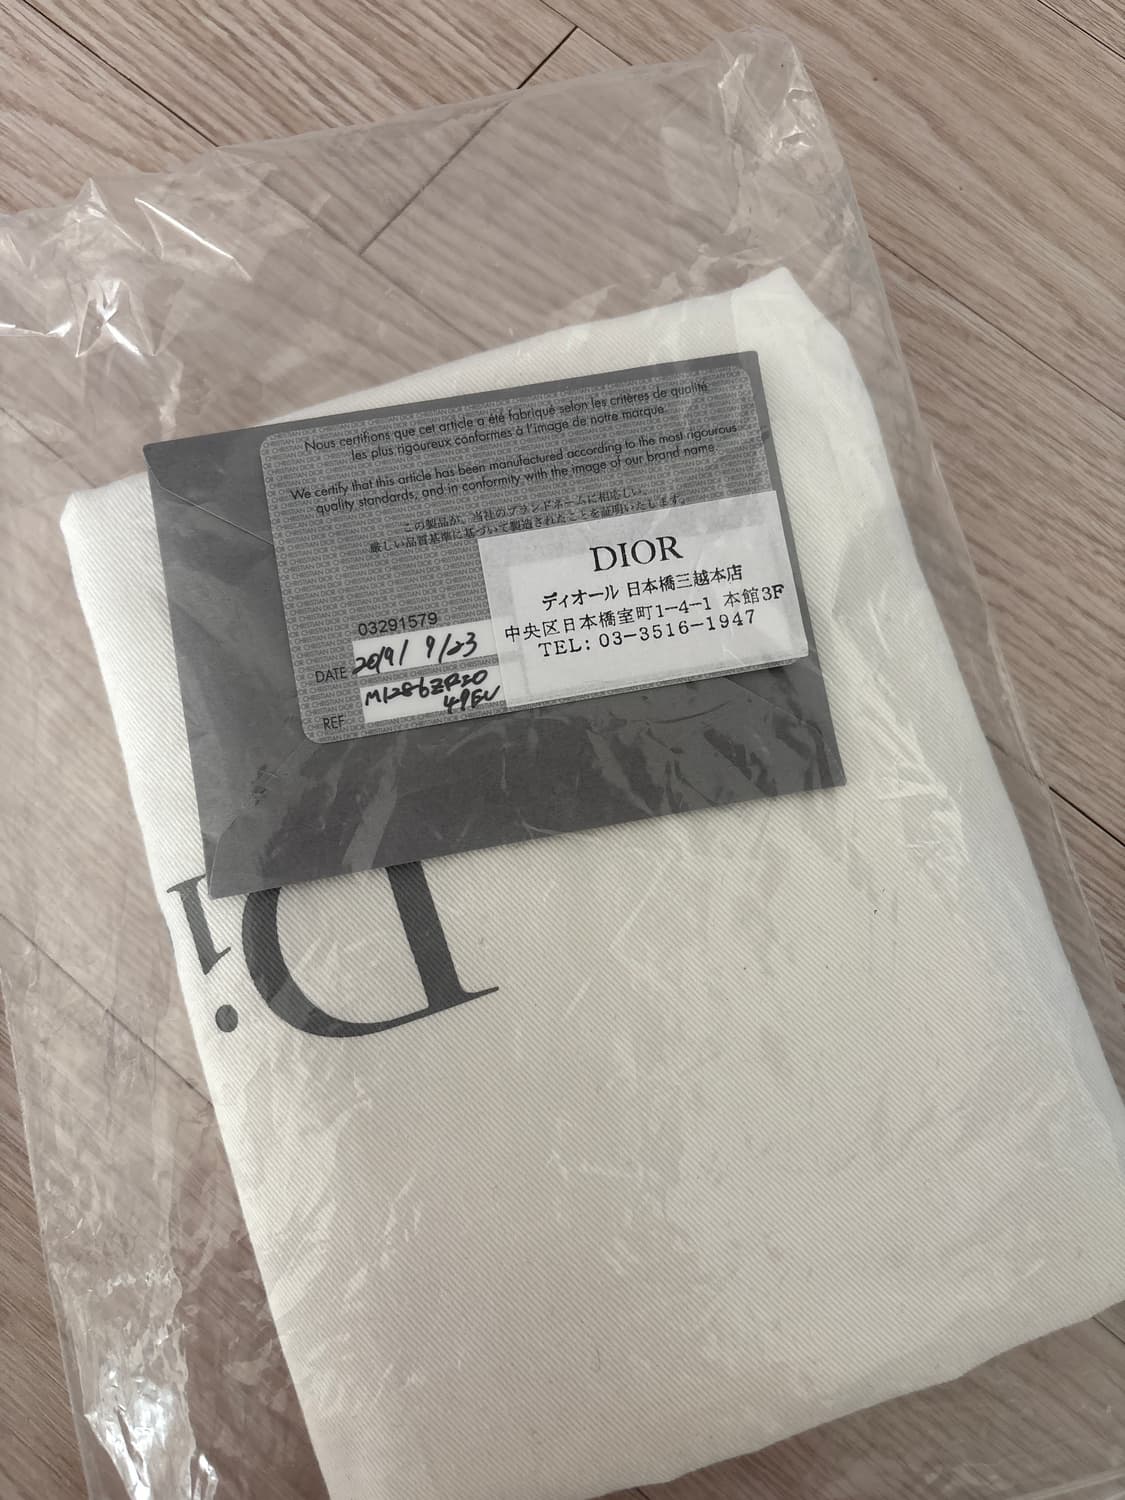 Nous certifions que cet article a été fabriqué selon les critères de qualité
les plus rigoureux conformes à l'image de notre marque.
We certify that this article has been manufactured according to the most rigourous
quality standards, and in conformity with the image of our brand name.
この製品が、当社のブランドネームに相応しい、
厳しい品質基準に基づいて製造されたことを証明いたします。
DIOR
ディオール 日本橋三越本店
中央区日本橋室町1-4-1 本館3F
TEL: 03-3516-1947
03291579
DATE 2019/ 9/23
REF
Di